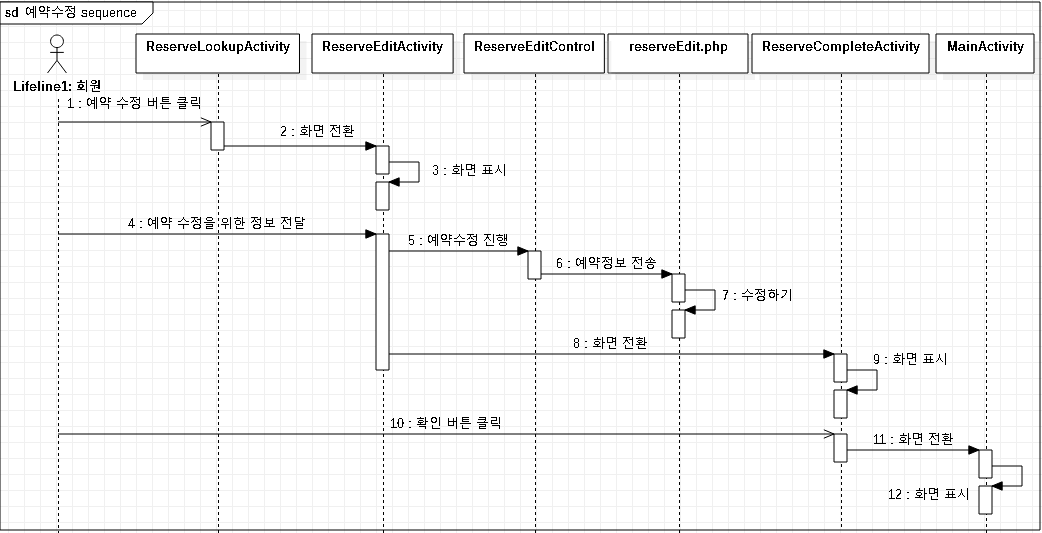 sd 예약수정 sequence
ReserveLookupActivity
ReserveEditActivity
ReserveEditControl
reserveEdit.php
ReserveCompleteActivity
MainActivity
Lifeline1: 회원
1 : 예약 수정 버튼 클릭
2 : 화면 전환
3 : 화면 표시
4 : 예약 수정을 위한 정보 전달
5 : 예약수정 진행
6 : 예약정보 전송
7 : 수정하기
8 : 화면 전환
9 : 화면 표시
10 : 확인 버튼 클릭
11 : 화면 전환
12 : 화면 표시